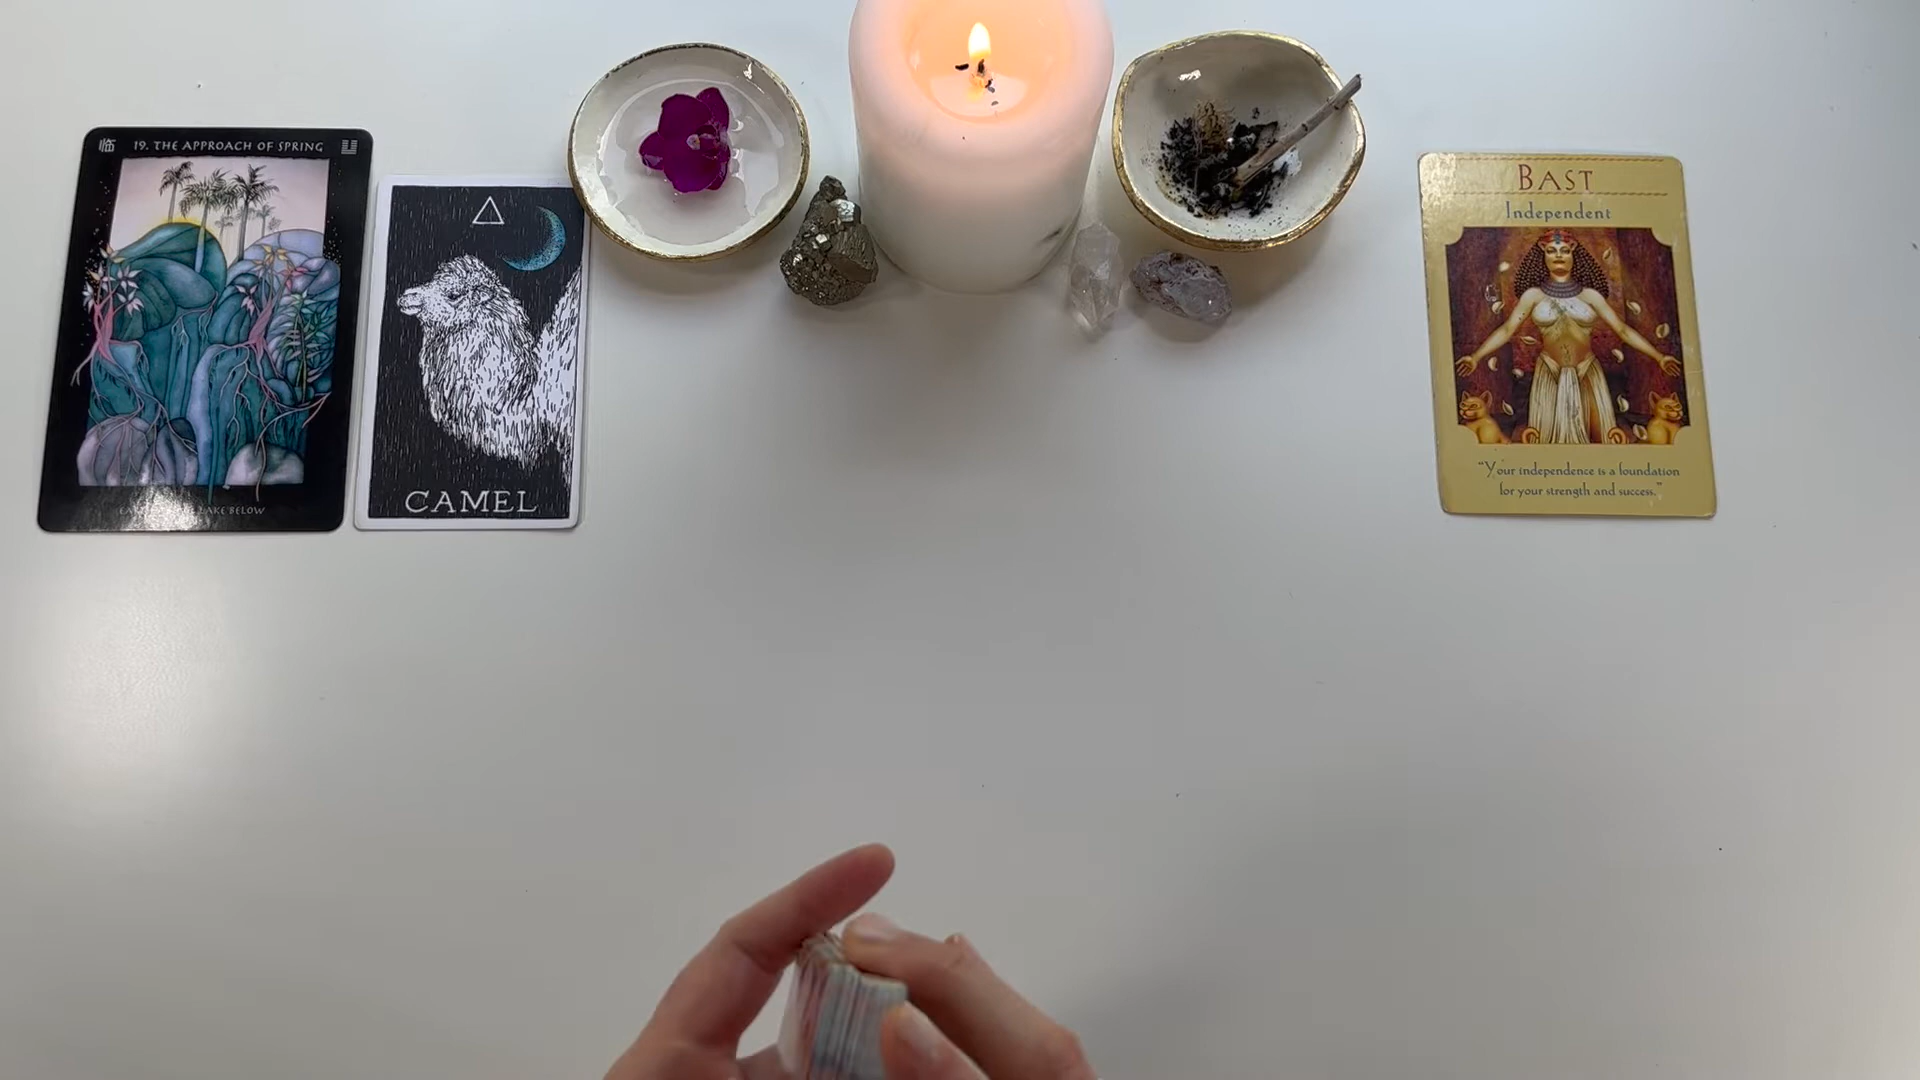 臨 19. THE APPROACH OF SPRING
LAKE BELOW
CAMEL
BAST
Independent
"Your independence is a foundation
for your strength and success."